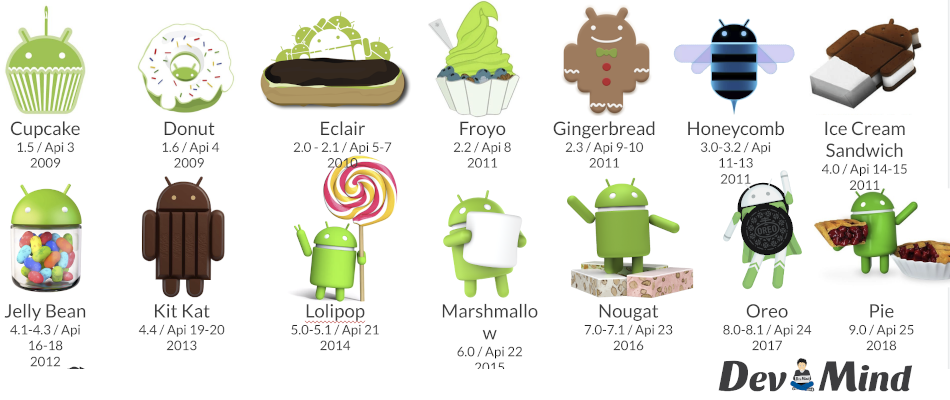 Cupcake
1.5 / Api 3
2009
Donut
1.6 / Api 4
2009
Eclair
2.0 - 2.1 / Api 5-7
2010
Froyo
2.2 / Api 8
2011
Gingerbread
2.3 / Api 9-10
2011
Honeycomb
3.0-3.2 / Api
11-13
2011
Ice Cream
Sandwich
4.0 / Api 14-15
2011
OREO
Jelly Bean
4.1-4.3 / Api
16-18
2012
Kit Kat
4.4 / Api 19-20
2013
Lolipop
5.0-5.1 / Api 21
2014
Marshmallo
w
6.0 / Api 22
2015
Nougat
7.0-7.1 / Api 23
2016
Oreo
8.0-8.1 / Api 24
2017
Pie
9.0 / Api 25
2018
Dev Mind